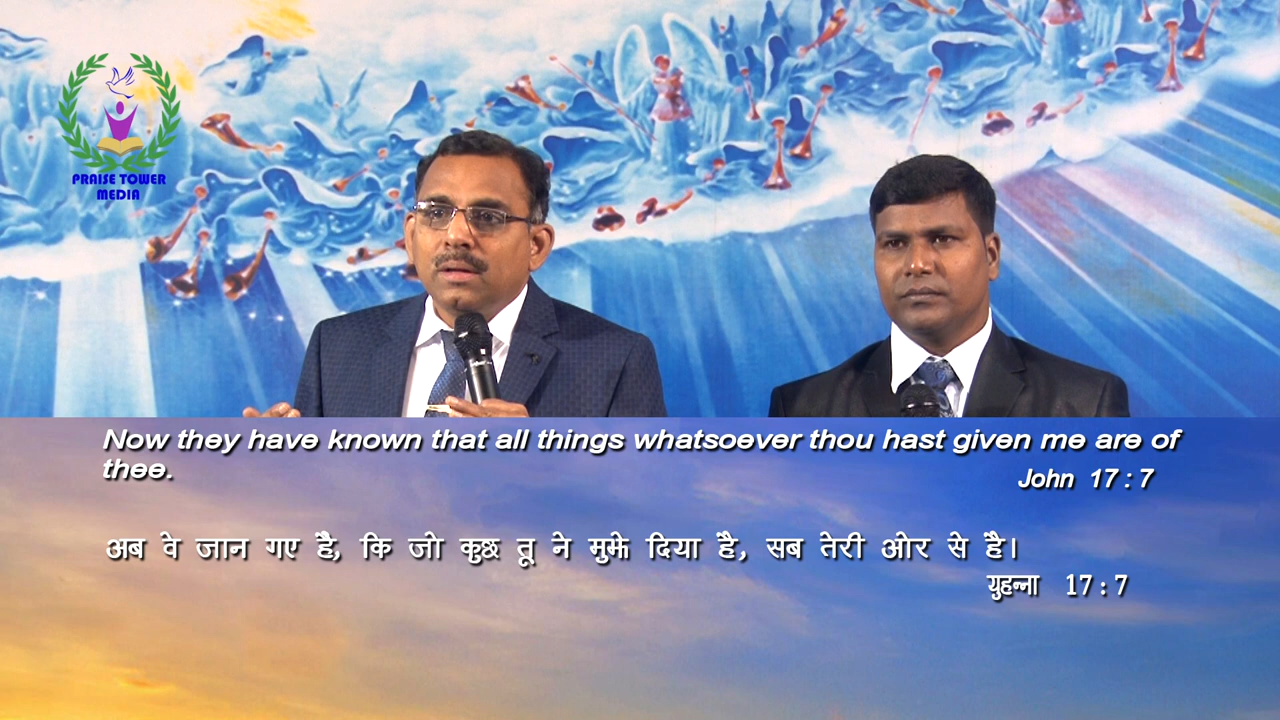 PRAISE TOWER
MEDIA
Now they have known that all things whatsoever thou hast given me are of
thee.
John 17 : 7
अब वे जान गए है, कि जो कुछ तू ने मुझे दिया है, सब तेरी ओर से है।
युहन्ना 17 : 7